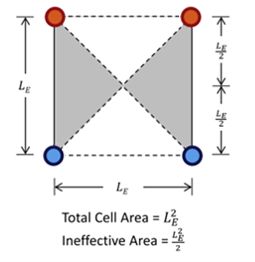 L_E
L_E/2
L_E/2
L_E
Total Cell Area = L_E^2
Ineffective Area = L_E^2/2